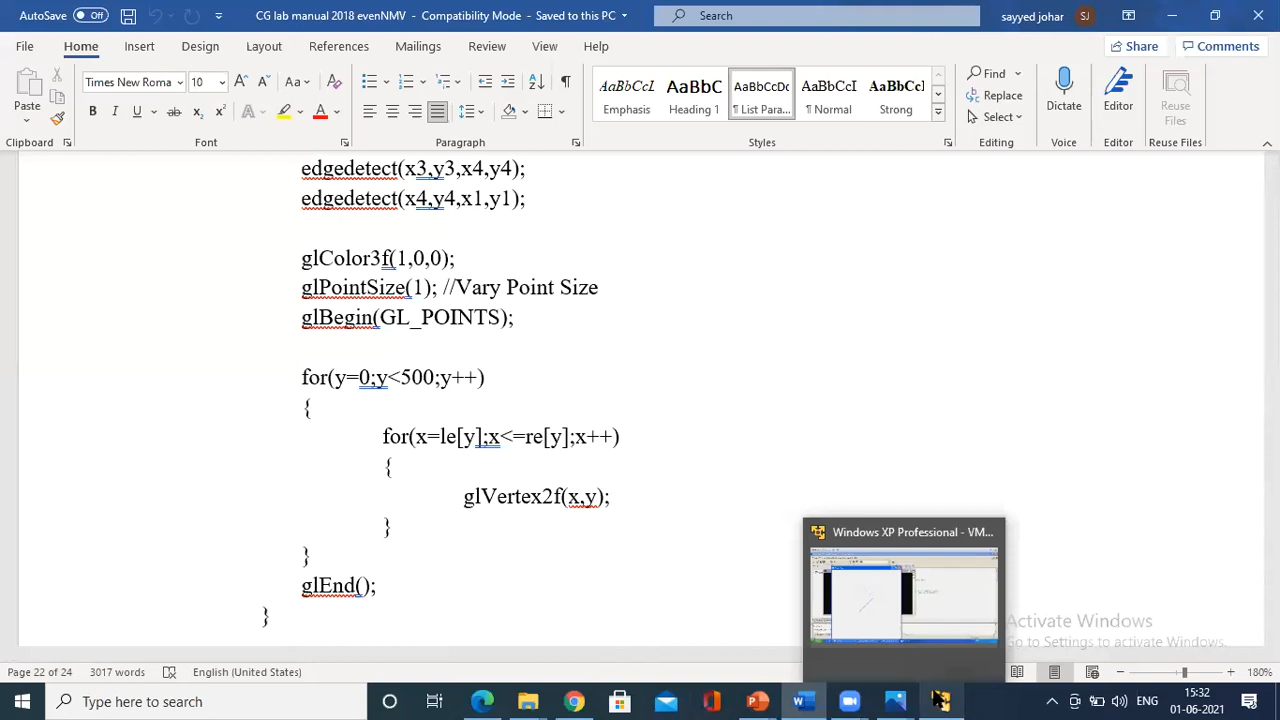 AutoSave Off CG lab manual 2018 evenNMV - Compatibility Mode - Saved to this PC Search sayyed johar SJ
File Home Insert Design Layout References Mailings Review View Help Share Comments
Paste Times New Roma 10 A A Aa A AaBbCcI AaBbC AaBbCcDc AaBbCcDc AaBbCc Find Replace Select Dictate Editor Reuse Files
B I U ab x2 x2 A A Emphasis Heading 1 ¶ List Para... ¶ Normal Strong
Clipboard Font Paragraph Styles Editing Voice Editor Reuse Files
edgedetect(x3,y3,x4,y4);
edgedetect(x4,y4,x1,y1);
glColor3f(1,0,0);
glPointSize(1); //Vary Point Size
glBegin(GL_POINTS);
for(y=0;y<500;y++)
{
for(x=le[y];x<=re[y];x++)
{
glVertex2f(x,y);
}
}
glEnd();
}
Windows XP Professional - VM...
Activate Windows
Go to Settings to activate Windows.
Page 22 of 24 3017 words English (United States) 180%
Type here to search ENG 15:32
01-06-2021